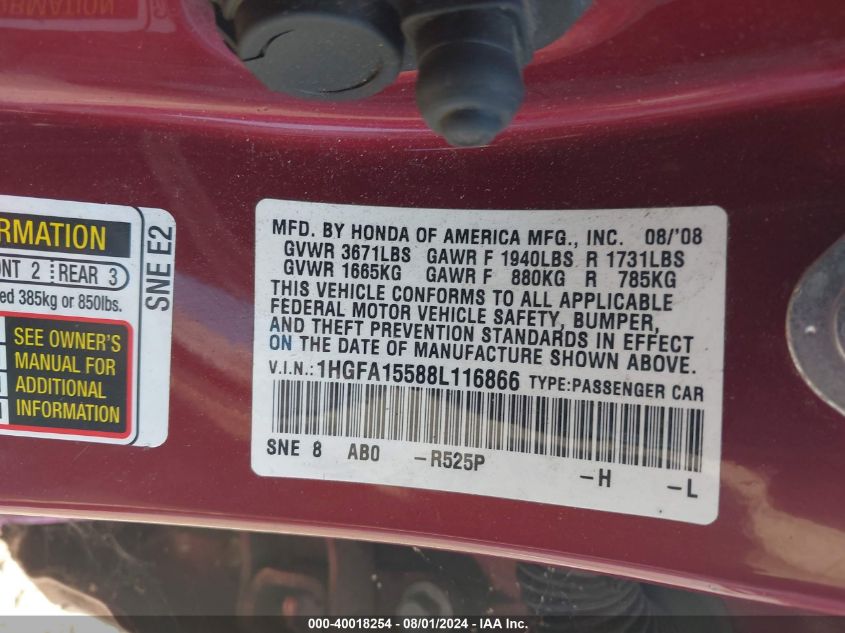 RMATION
NT 2 REAR 3
ed 385kg or 850lbs.
SEE OWNER'S
MANUAL FOR
ADDITIONAL
INFORMATION
SNE E2
MFD. BY HONDA OF AMERICA MFG., INC. 08/'08
GVWR 3671LBS GAWR F 1940LBS R 1731LBS
GVWR 1665KG GAWR F 880KG R 785KG
THIS VEHICLE CONFORMS TO ALL APPLICABLE
FEDERAL MOTOR VEHICLE SAFETY, BUMPER,
AND THEFT PREVENTION STANDARDS IN EFFECT
ON THE DATE OF MANUFACTURE SHOWN ABOVE.
V.I.N.: 1HGFA15588L116866 TYPE:PASSENGER CAR
SNE 8 AB0 -R525P -H -L
000-40018254 - 08/01/2024 - IAA Inc.